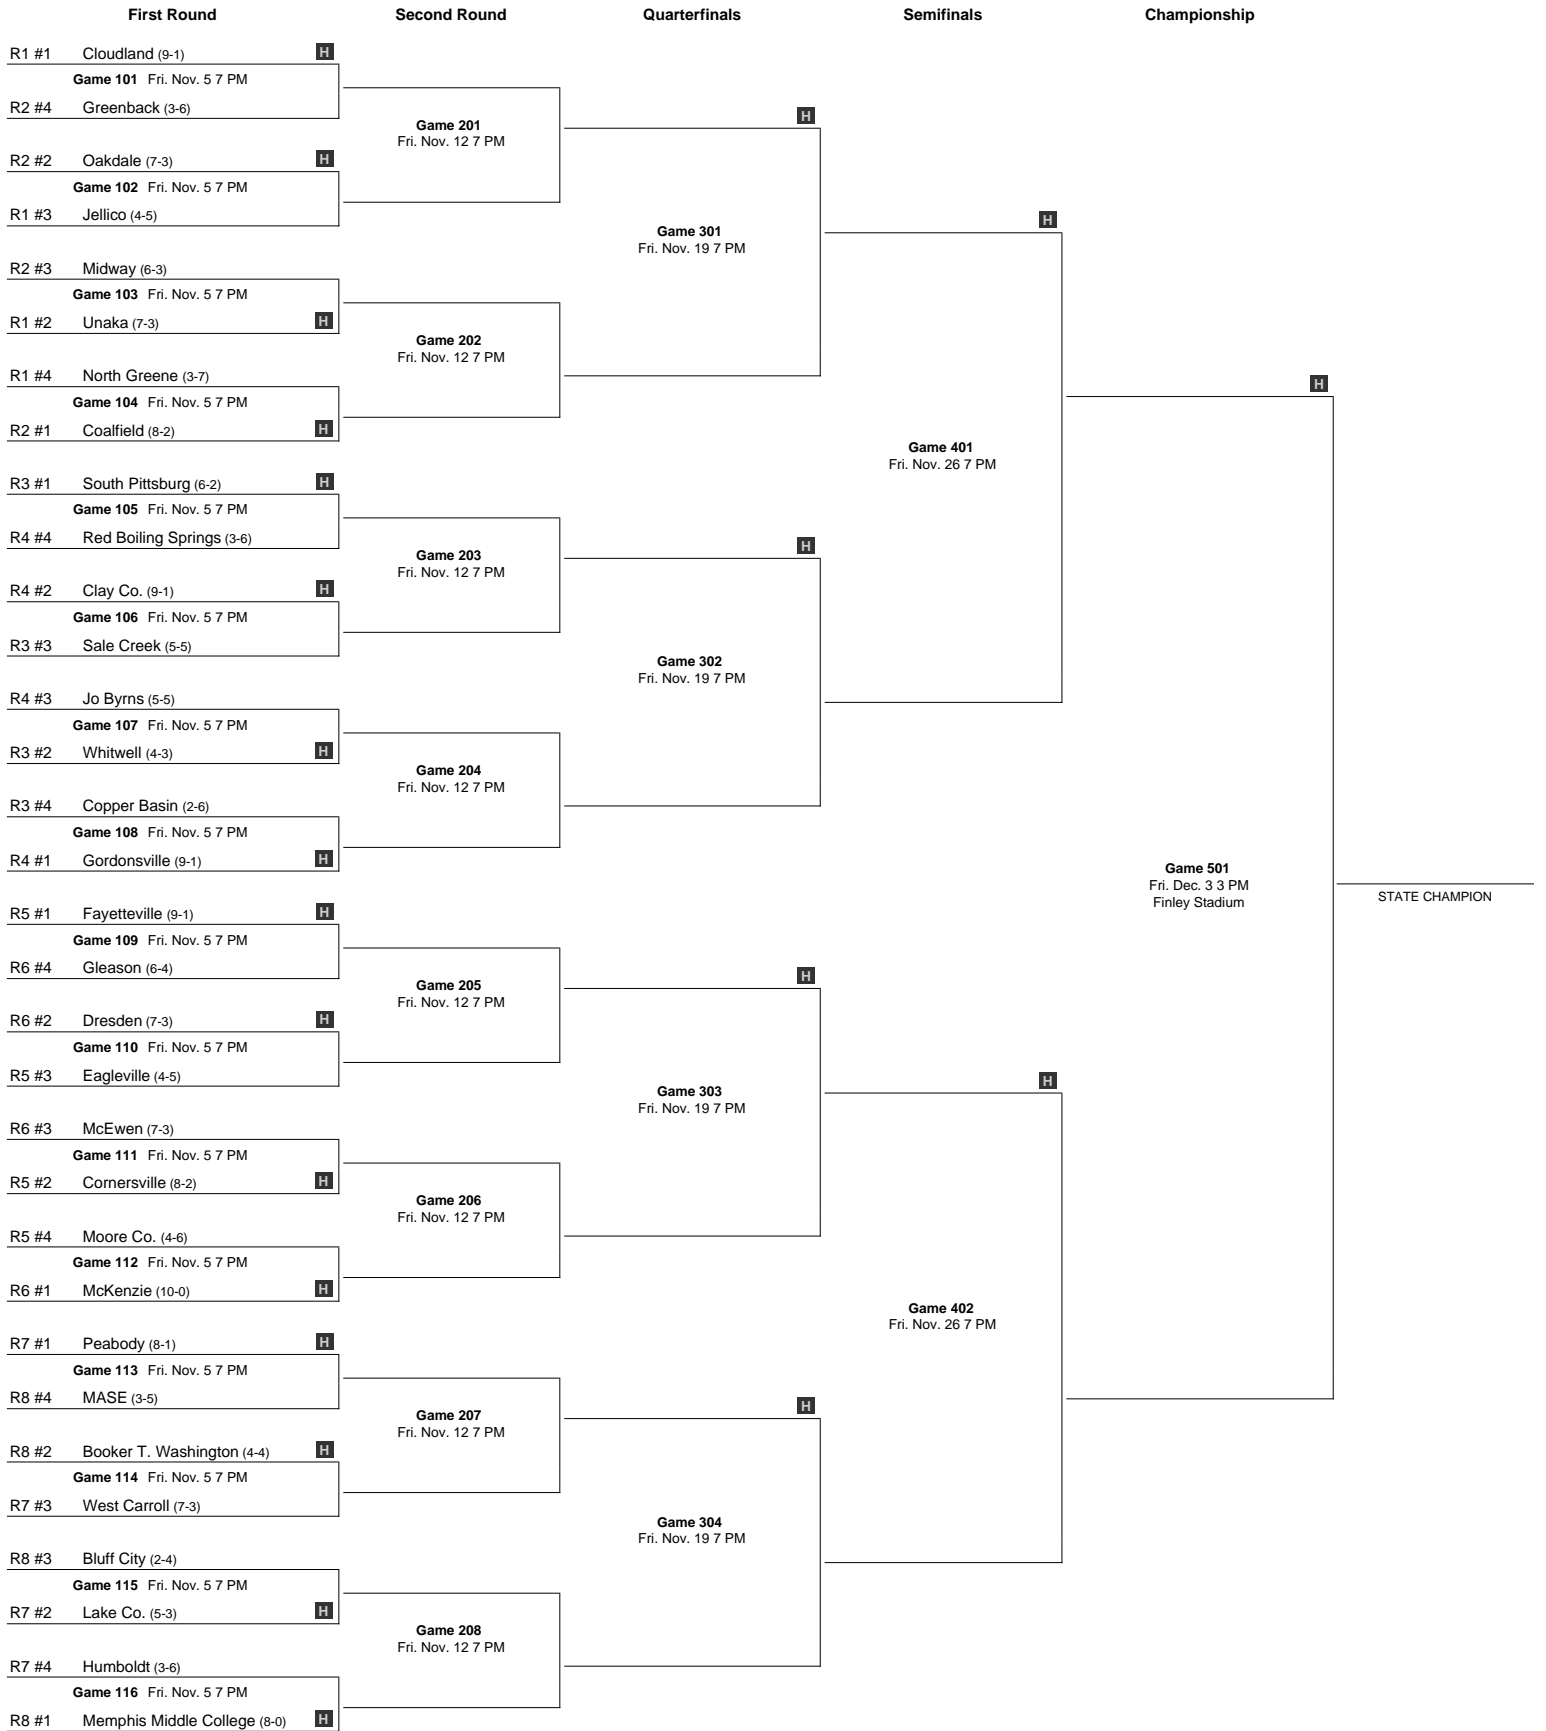 First Round Second Round Quarterfinals Semifinals Championship
R1 #1 Cloudland (9-1) H
Game 101 Fri. Nov. 5 7 PM
R2 #4 Greenback (3-6)
R2 #2 Oakdale (7-3) H
Game 102 Fri. Nov. 5 7 PM
R1 #3 Jellico (4-5)
R2 #3 Midway (6-3)
Game 103 Fri. Nov. 5 7 PM
R1 #2 Unaka (7-3) H
R1 #4 North Greene (3-7)
Game 104 Fri. Nov. 5 7 PM
R2 #1 Coalfield (8-2) H
R3 #1 South Pittsburg (6-2) H
Game 105 Fri. Nov. 5 7 PM
R4 #4 Red Boiling Springs (3-6)
R4 #2 Clay Co. (9-1) H
Game 106 Fri. Nov. 5 7 PM
R3 #3 Sale Creek (5-5)
R4 #3 Jo Byrns (5-5)
Game 107 Fri. Nov. 5 7 PM
R3 #2 Whitwell (4-3) H
R3 #4 Copper Basin (2-6)
Game 108 Fri. Nov. 5 7 PM
R4 #1 Gordonsville (9-1) H
R5 #1 Fayetteville (9-1) H
Game 109 Fri. Nov. 5 7 PM
R6 #4 Gleason (6-4)
R6 #2 Dresden (7-3) H
Game 110 Fri. Nov. 5 7 PM
R5 #3 Eagleville (4-5)
R6 #3 McEwen (7-3)
Game 111 Fri. Nov. 5 7 PM
R5 #2 Cornersville (8-2) H
R5 #4 Moore Co. (4-6)
Game 112 Fri. Nov. 5 7 PM
R6 #1 McKenzie (10-0) H
R7 #1 Peabody (8-1) H
Game 113 Fri. Nov. 5 7 PM
R8 #4 MASE (3-5)
R8 #2 Booker T. Washington (4-4) H
Game 114 Fri. Nov. 5 7 PM
R7 #3 West Carroll (7-3)
R8 #3 Bluff City (2-4)
Game 115 Fri. Nov. 5 7 PM
R7 #2 Lake Co. (5-3) H
R7 #4 Humboldt (3-6)
Game 116 Fri. Nov. 5 7 PM
R8 #1 Memphis Middle College (8-0) H
Game 201
Fri. Nov. 12 7 PM
Game 202
Fri. Nov. 12 7 PM
Game 203
Fri. Nov. 12 7 PM
Game 204
Fri. Nov. 12 7 PM
Game 205
Fri. Nov. 12 7 PM
Game 206
Fri. Nov. 12 7 PM
Game 207
Fri. Nov. 12 7 PM
Game 208
Fri. Nov. 12 7 PM
H
Game 301
Fri. Nov. 19 7 PM
H
Game 302
Fri. Nov. 19 7 PM
H
Game 303
Fri. Nov. 19 7 PM
H
Game 304
Fri. Nov. 19 7 PM
H
Game 401
Fri. Nov. 26 7 PM
H
Game 402
Fri. Nov. 26 7 PM
H
Game 501
Fri. Dec. 3 3 PM
Finley Stadium
STATE CHAMPION